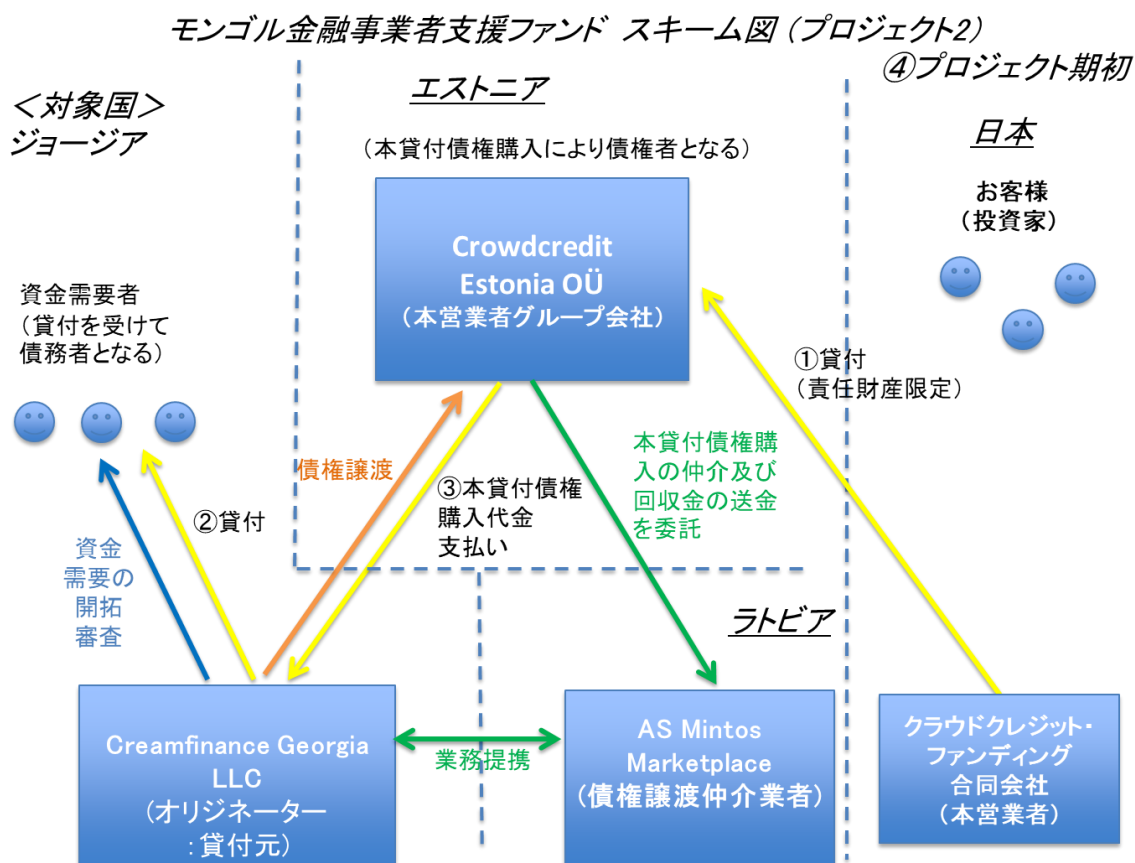 モンゴル金融事業者支援ファンド スキーム図（プロジェクト2）
④プロジェクト期初
＜対象国＞
ジョージア
エストニア
日本
（本貸付債権購入により債権者となる）
お客様
（投資家）
Crowdcredit
Estonia OÜ
（本営業者グループ会社）
資金需要者
（貸付を受けて
債務者となる）
①貸付
（責任財産限定）
債権譲渡
③本貸付債権
購入代金
支払い
本貸付債権購
入の仲介及び
回収金の送金
を委託
②貸付
資金
需要の
開拓
審査
ラトビア
Creamfinance Georgia
LLC
（オリジネーター
：貸付元）
業務提携
AS Mintos
Marketplace
（債権譲渡仲介業者）
クラウドクレジット・
ファンディング
合同会社
（本営業者）